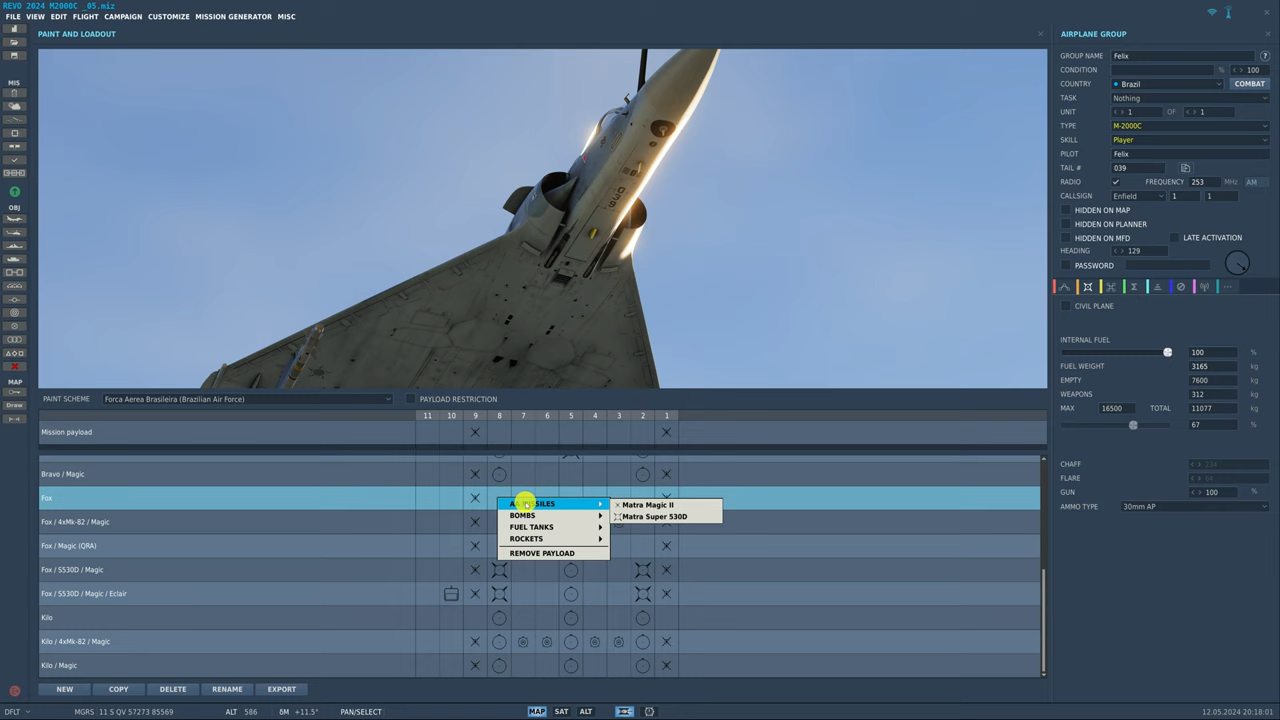 REVO 2024 M2000C _05.miz
FILE VIEW EDIT FLIGHT CAMPAIGN CUSTOMIZE MISSION GENERATOR MISC
PAINT AND LOADOUT
MIS
OBJ
MAP
Draw
039
PAINT SCHEME Forca Aerea Brasileira (Brazilian Air Force) PAYLOAD RESTRICTION
11 10 9 8 7 6 5 4 3 2 1
Mission payload
Bravo / Magic
Fox
Fox / 4xMk-82 / Magic
Fox / Magic (QRA)
Fox / S530D / Magic
Fox / S530D / Magic / Eclair
Kilo
Kilo / 4xMk-82 / Magic
Kilo / Magic
BOMBS
FUEL TANKS
ROCKETS
REMOVE PAYLOAD
Matra Magic II
Matra Super 530D
NEW COPY DELETE RENAME EXPORT
AIRPLANE GROUP
GROUP NAME Felix ?
CONDITION % < > 100
COUNTRY Brazil COMBAT
TASK Nothing
UNIT < > 1 OF < > 1
TYPE M-2000C
SKILL Player
PILOT Felix
TAIL # 039
RADIO FREQUENCY 253 MHz AM
CALLSIGN Enfield 1 1
HIDDEN ON MAP
HIDDEN ON PLANNER
HIDDEN ON MFD LATE ACTIVATION
HEADING < > 129
PASSWORD
CIVIL PLANE
INTERNAL FUEL
100 %
FUEL WEIGHT 3165 kg
EMPTY 7600 kg
WEAPONS 312 kg
MAX 16500 TOTAL 11077 kg
67 %
CHAFF < > 234
FLARE < > 64
GUN < > 100 %
AMMO TYPE 30mm AP
DFLT MGRS 11 S QV 57273 85569 ALT 586 δM +11.5° PAN/SELECT MAP SAT ALT 12.05.2024 20:18:01